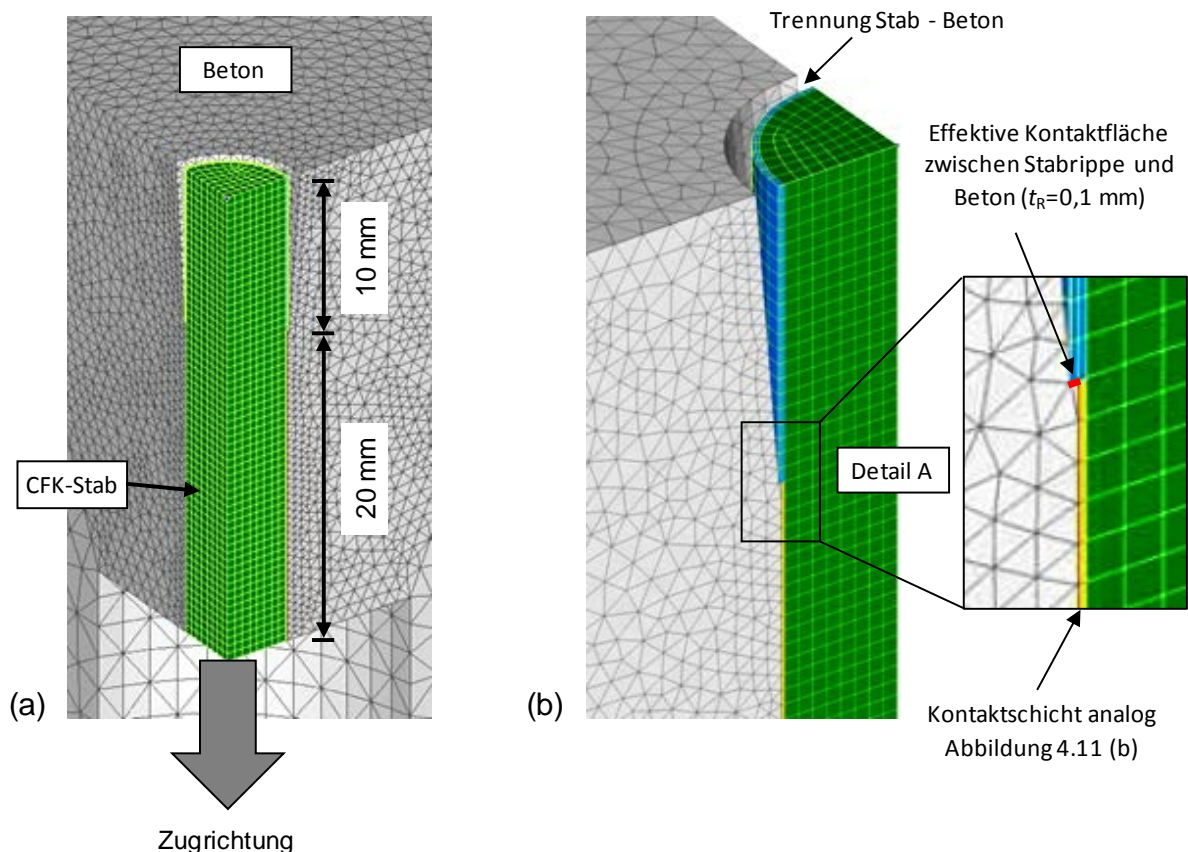 Beton
10 mm
20 mm
CFK-Stab
(a)
Zugrichtung
Trennung Stab - Beton
Effektive Kontaktfläche
zwischen Stabrippe und
Beton (tR=0,1 mm)
Detail A
(b)
Kontaktschicht analog
Abbildung 4.11 (b)